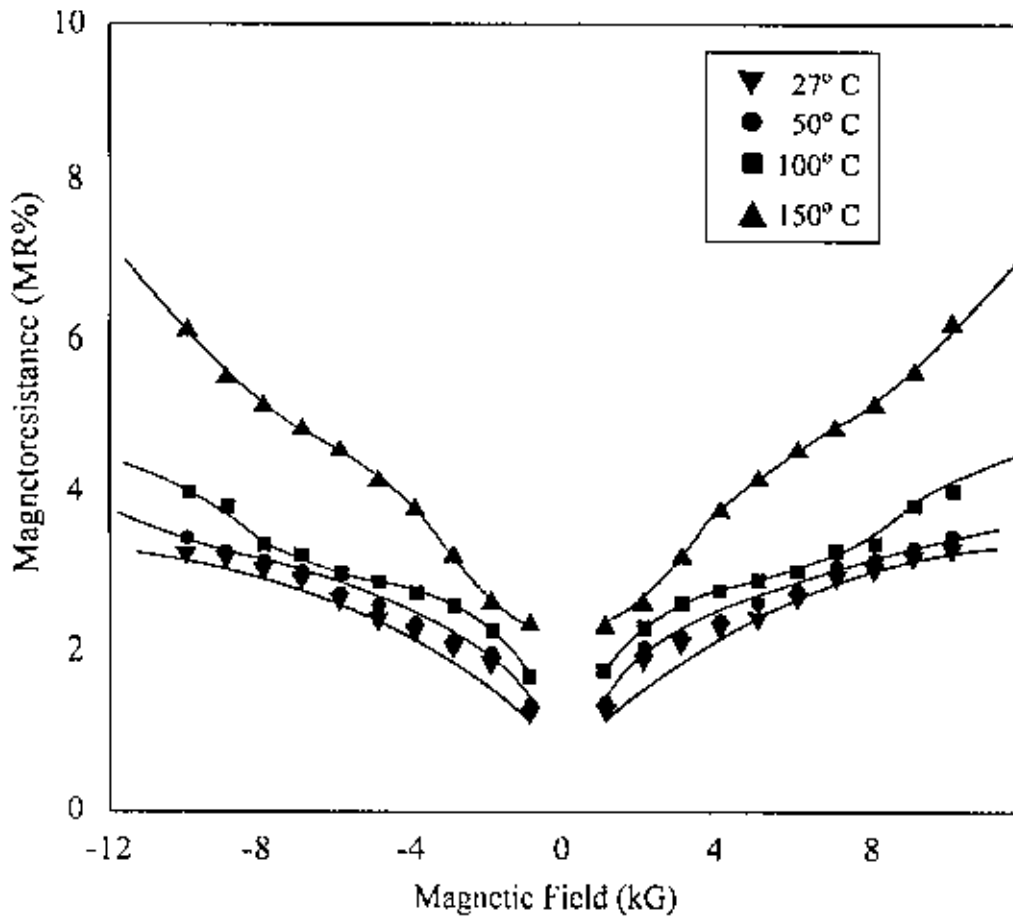 10
8
6
4
2
0
Magnetoresistance (MR%)
27° C
50° C
100° C
150° C
-12 -8 -4 0 4 8
Magnetic Field (kG)